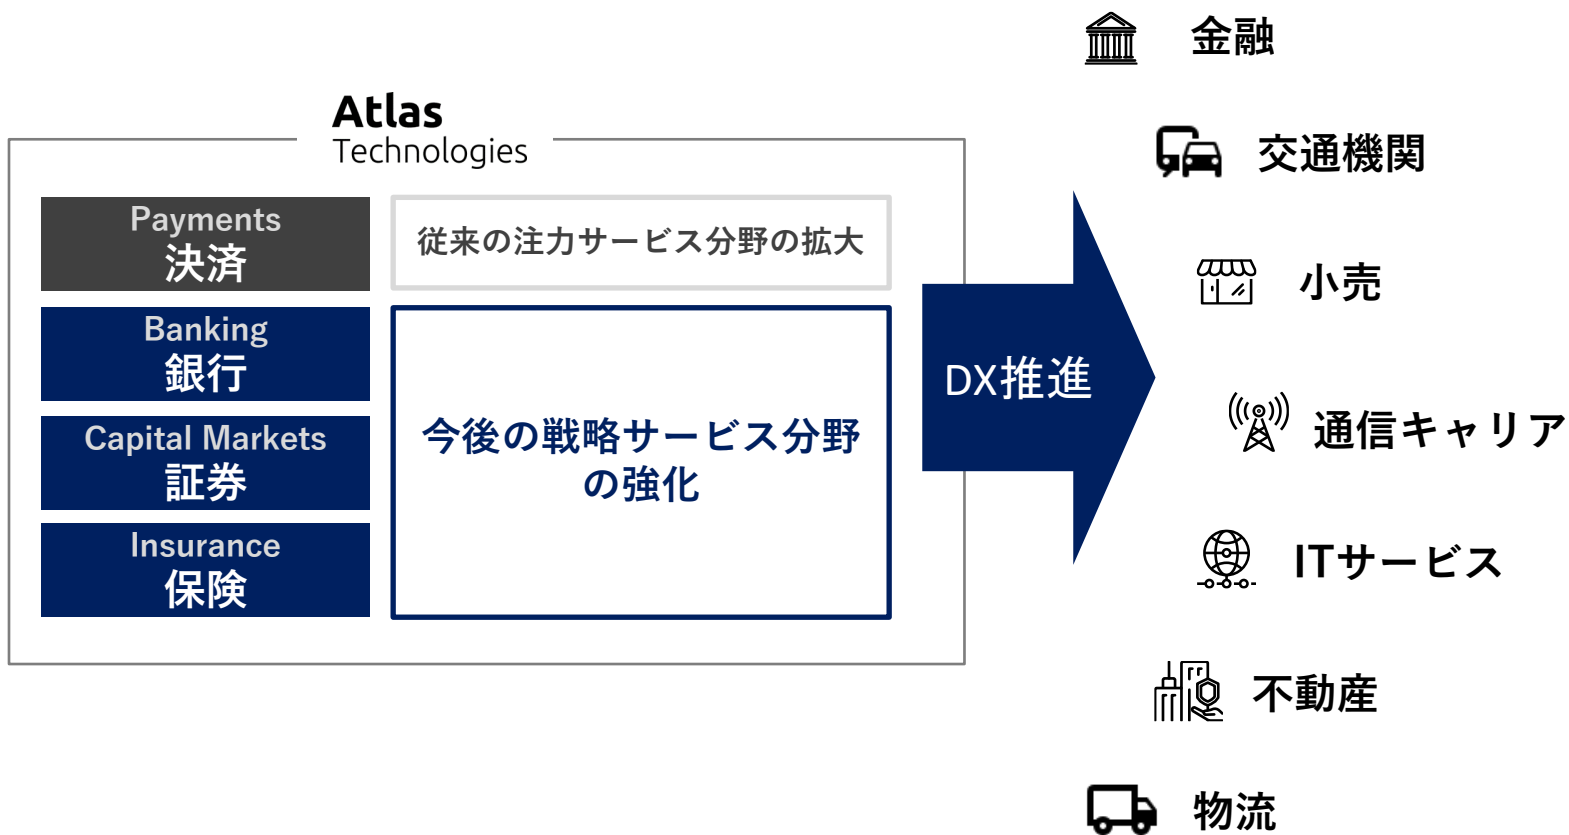 Atlas
Technologies
Payments
決済
従来の注力サービス分野の拡大
Banking
銀行
Capital Markets
証券
Insurance
保険
今後の戦略サービス分野
の強化
DX推進
金融
交通機関
小売
通信キャリア
ITサービス
不動産
物流